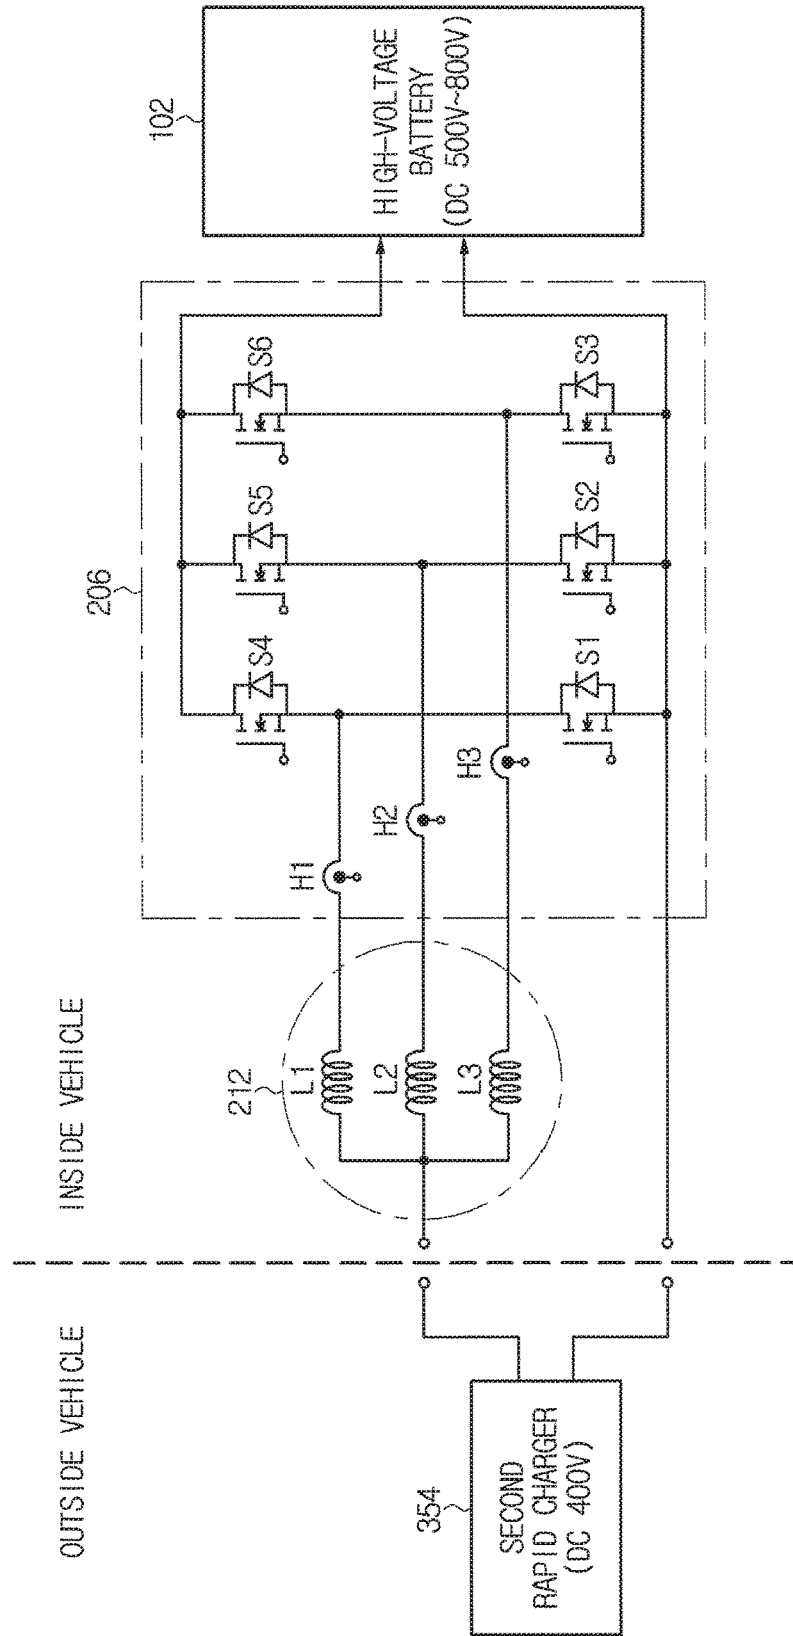 OUTSIDE VEHICLE
INSIDE VEHICLE
354
SECOND
RAPID CHARGER
(DC 400V)
212
L1
L2
L3
206
H1
H2
H3
S4
S5
S6
S1
S2
S3
102
HIGH-VOLTAGE
BATTERY
(DC 500V~800V)